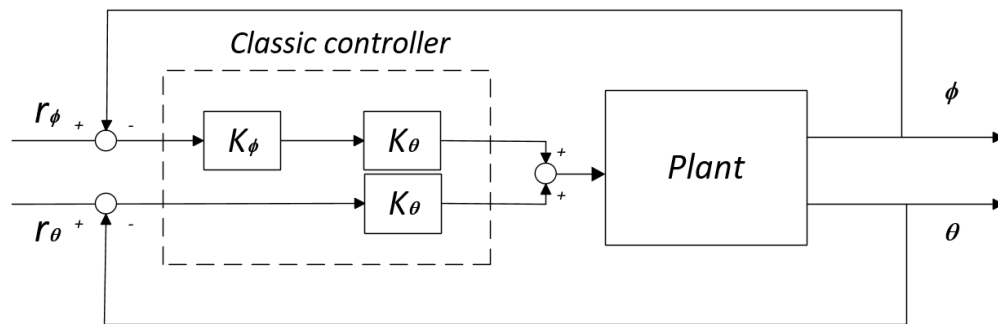 Classic controller
r_ϕ + - K_ϕ K_θ + Plant ϕ
K_θ +
r_θ + - θ